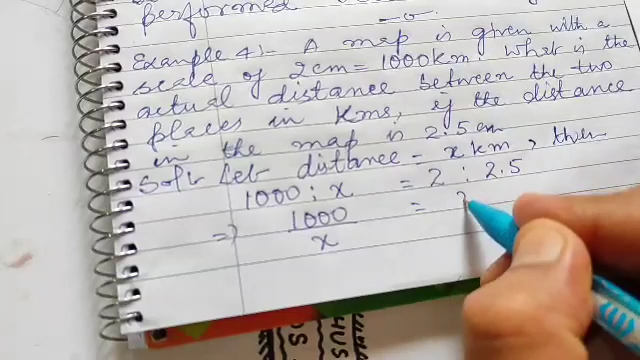 performed
Example 4:- A map is given with a
scale of 2cm = 1000km. What is the
actual distance between the two
places in kms, if the distance
in the map is 2.5 cm
Solv Let distance = x km, then
1000 : x = 2 : 2.5
=> 1000 / x = 2